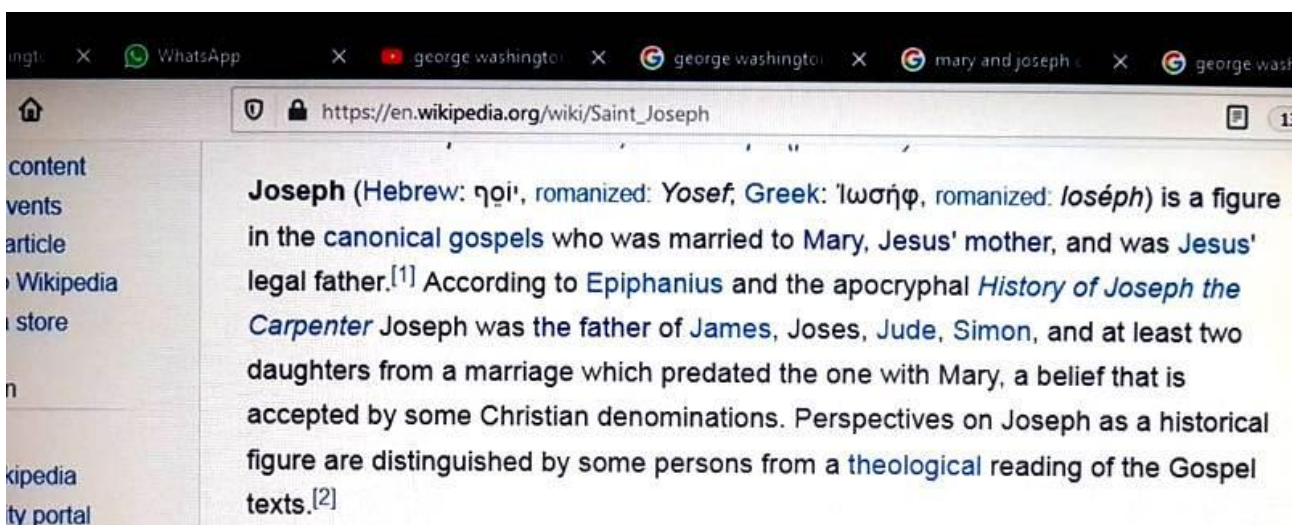 ingt WhatsApp george washingto george washingto mary and joseph george wash
https://en.wikipedia.org/wiki/Saint_Joseph
content
vents
article
Wikipedia
store
n
kipedia
ty portal
Joseph (Hebrew: יוסף, romanized: Yosef; Greek: Ἰωσήφ, romanized: Ioséph) is a figure
in the canonical gospels who was married to Mary, Jesus' mother, and was Jesus'
legal father.[1] According to Epiphanius and the apocryphal History of Joseph the
Carpenter Joseph was the father of James, Joses, Jude, Simon, and at least two
daughters from a marriage which predated the one with Mary, a belief that is
accepted by some Christian denominations. Perspectives on Joseph as a historical
figure are distinguished by some persons from a theological reading of the Gospel
texts.[2]